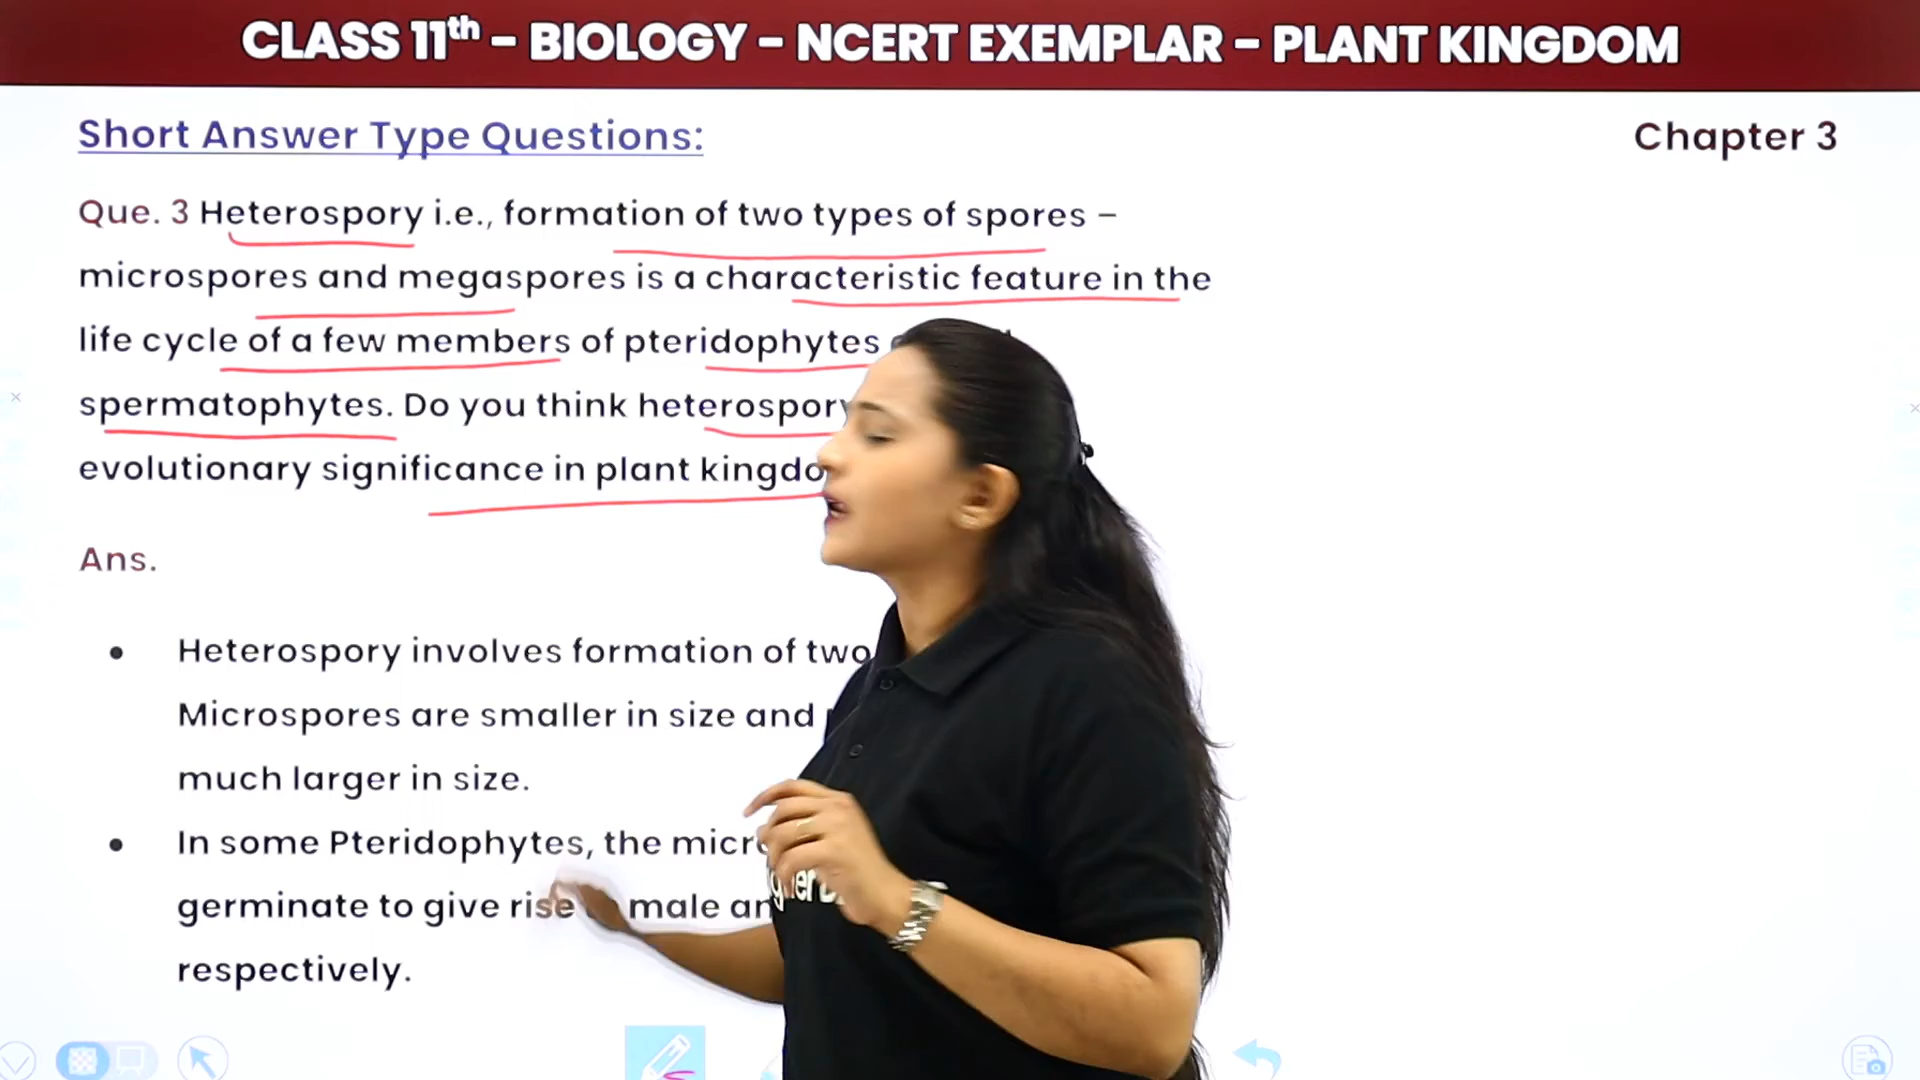 CLASS 11th - BIOLOGY - NCERT EXEMPLAR - PLANT KINGDOM
Short Answer Type Questions:
Chapter 3
Que. 3 Heterospory i.e., formation of two types of spores –
microspores and megaspores is a characteristic feature in the
life cycle of a few members of pteridophytes
spermatophytes. Do you think heterospory
evolutionary significance in plant
Ans.
• Heterospory involves formation of two
Microspores are smaller in size and
much larger in size.
• In some Pteridophytes, the
germinate to give rise male
respectively.